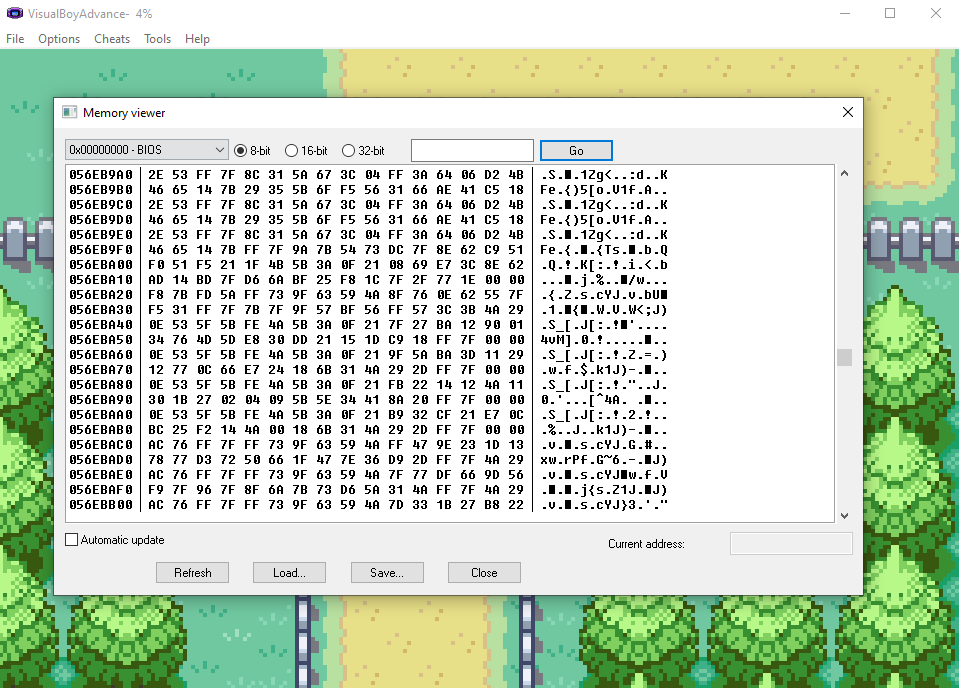 VisualBoyAdvance- 4%
File Options Cheats Tools Help
Memory viewer
0x00000000 - BIOS 8-bit 16-bit 32-bit Go
056EB9A0 2E 53 FF 7F 8C 31 5A 67 3C 04 FF 3A 64 06 D2 4B .S.■.1Zg<..:d..K
056EB9B0 46 65 14 7B 29 35 5B 6F F5 56 31 66 AE 41 C5 18 Fe.{)5[o.V1f.A..
056EB9C0 2E 53 FF 7F 8C 31 5A 67 3C 04 FF 3A 64 06 D2 4B .S.■.1Zg<..:d..K
056EB9D0 46 65 14 7B 29 35 5B 6F F5 56 31 66 AE 41 C5 18 Fe.{)5[o.V1f.A..
056EB9E0 2E 53 FF 7F 8C 31 5A 67 3C 04 FF 3A 64 06 D2 4B .S.■.1Zg<..:d..K
056EB9F0 46 65 14 7B FF 7F 9A 7B 54 73 DC 7F 8E 62 C9 51 Fe.{.■.{Ts.■.b.Q
056EBA00 F0 51 F5 21 1F 4B 5B 3A 0F 21 08 69 E7 3C 8E 62 .Q.!.K[:.!.i.<.b
056EBA10 AD 14 BD 7F D6 6A BF 25 F8 1C 7F 2F 77 1E 00 00 ...■.j.%..■/w...
056EBA20 F8 7B FD 5A FF 73 9F 63 59 4A 8F 76 0E 62 55 7F .{.Z.s.cYJ.v.bU■
056EBA30 F5 31 FF 7F 7B 7F 9F 57 BF 56 FF 57 3C 3B 4A 29 .1.■{■.W.V.W<;J)
056EBA40 0E 53 5F 5B FE 4A 5B 3A 0F 21 7F 27 BA 12 90 01 .S_[.J[:.!■'....
056EBA50 34 76 4D 5D E8 30 DD 21 15 1D C9 18 FF 7F 00 00 4vM].0.!.....■..
056EBA60 0E 53 5F 5B FE 4A 5B 3A 0F 21 9F 5A BA 3D 11 29 .S_[.J[:.!.Z.=.)
056EBA70 12 77 0C 66 E7 24 18 6B 31 4A 29 2D FF 7F 00 00 .w.f.$.k1J)-.■..
056EBA80 0E 53 5F 5B FE 4A 5B 3A 0F 21 FB 22 14 12 4A 11 .S_[.J[:.!."..J.
056EBA90 30 1B 27 02 04 09 5B 5E 34 41 8A 20 FF 7F 00 00 0.'...[^4A. .■..
056EBAA0 0E 53 5F 5B FE 4A 5B 3A 0F 21 B9 32 CF 21 E7 0C .S_[.J[:.!.2.!..
056EBAB0 BC 25 F2 14 4A 00 18 6B 31 4A 29 2D FF 7F 00 00 .%..J..k1J)-.■..
056EBAC0 AC 76 FF 7F FF 73 9F 63 59 4A FF 47 9E 23 1D 13 .v.■.s.cYJ.G.#..
056EBAD0 78 77 D3 72 50 66 1F 47 7E 36 D9 2D FF 7F 4A 29 xw.rPf.G~6.-.■J)
056EBAE0 AC 76 FF 7F FF 73 9F 63 59 4A 7F 77 DF 66 9D 56 .v.■.s.cYJ■w.f.V
056EBAF0 F9 7F 96 7F 8F 6A 7B 73 D6 5A 31 4A FF 7F 4A 29 .■.■.j{s.Z1J.■J)
056EBB00 AC 76 FF 7F FF 73 9F 63 59 4A 7D 33 1B 27 B8 22 .v.■.s.cYJ}3.'."
Automatic update Current address:
Refresh Load... Save... Close